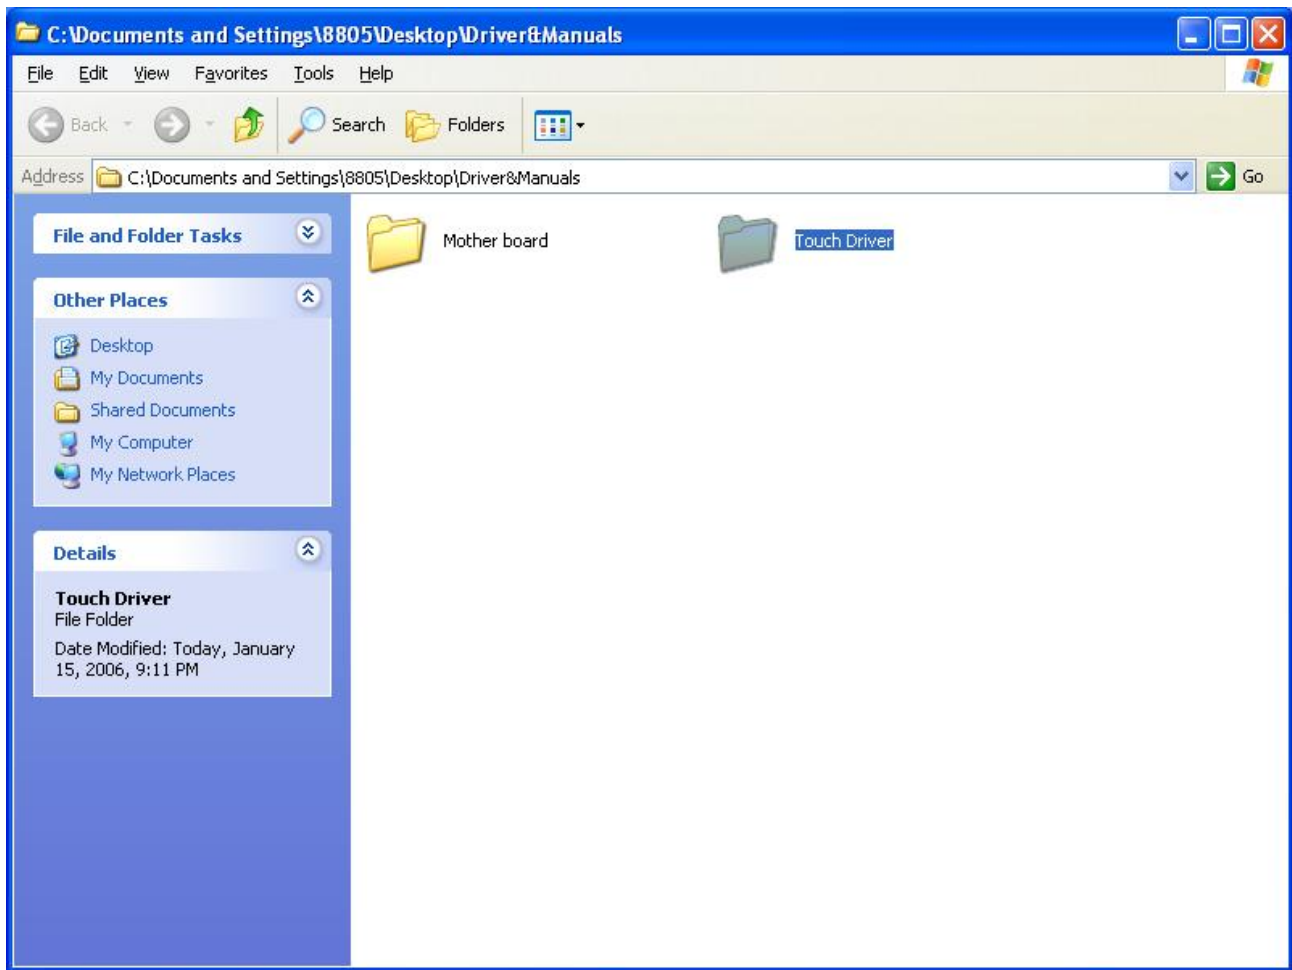 C:\Documents and Settings\8805\Desktop\Driver&Manuals
File Edit View Favorites Tools Help
Back Search Folders
Address C:\Documents and Settings\8805\Desktop\Driver&Manuals Go
File and Folder Tasks
Other Places
Desktop
My Documents
Shared Documents
My Computer
My Network Places
Details
Touch Driver
File Folder
Date Modified: Today, January
15, 2006, 9:11 PM
Mother board
Touch Driver